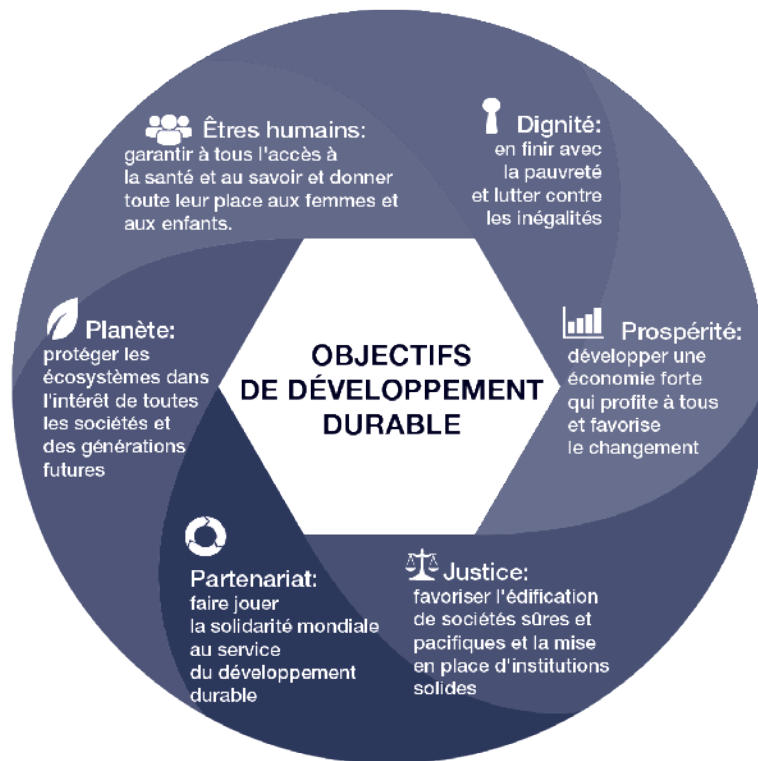 OBJECTIFS
DE DÉVELOPPEMENT
DURABLE
Dignité:
en finir avec
la pauvreté
et lutter contre
les inégalités
Prospérité:
développer une
économie forte
qui profite à tous
et favorise
le changement
Justice:
favoriser l'édification
de sociétés sûres et
pacifiques et la mise
en place d'institutions
solides
Partenariat:
faire jouer
la solidarité mondiale
au service
du développement
durable
Planète:
protéger les
écosystèmes dans
l'intérêt de toutes
les sociétés et
des générations
futures
Êtres humains:
garantir à tous l'accès à
la santé et au savoir et donner
toute leur place aux femmes et
aux enfants.